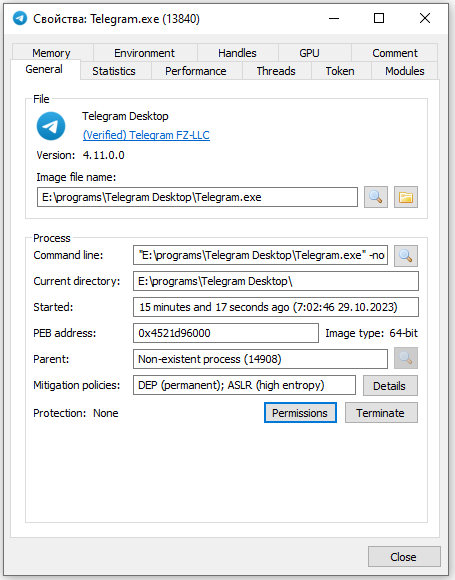 Свойства: Telegram.exe (13840)
Memory Environment Handles GPU Comment
General Statistics Performance Threads Token Modules
File
Telegram Desktop
(Verified) Telegram FZ-LLC
Version: 4.11.0.0
Image file name:
E:\programs\Telegram Desktop\Telegram.exe
Process
Command line: "E:\programs\Telegram Desktop\Telegram.exe" -no
Current directory: E:\programs\Telegram Desktop\
Started: 15 minutes and 17 seconds ago (7:02:46 29.10.2023)
PEB address: 0x4521d96000 Image type: 64-bit
Parent: Non-existent process (14908)
Mitigation policies: DEP (permanent); ASLR (high entropy) Details
Protection: None Permissions Terminate
Close